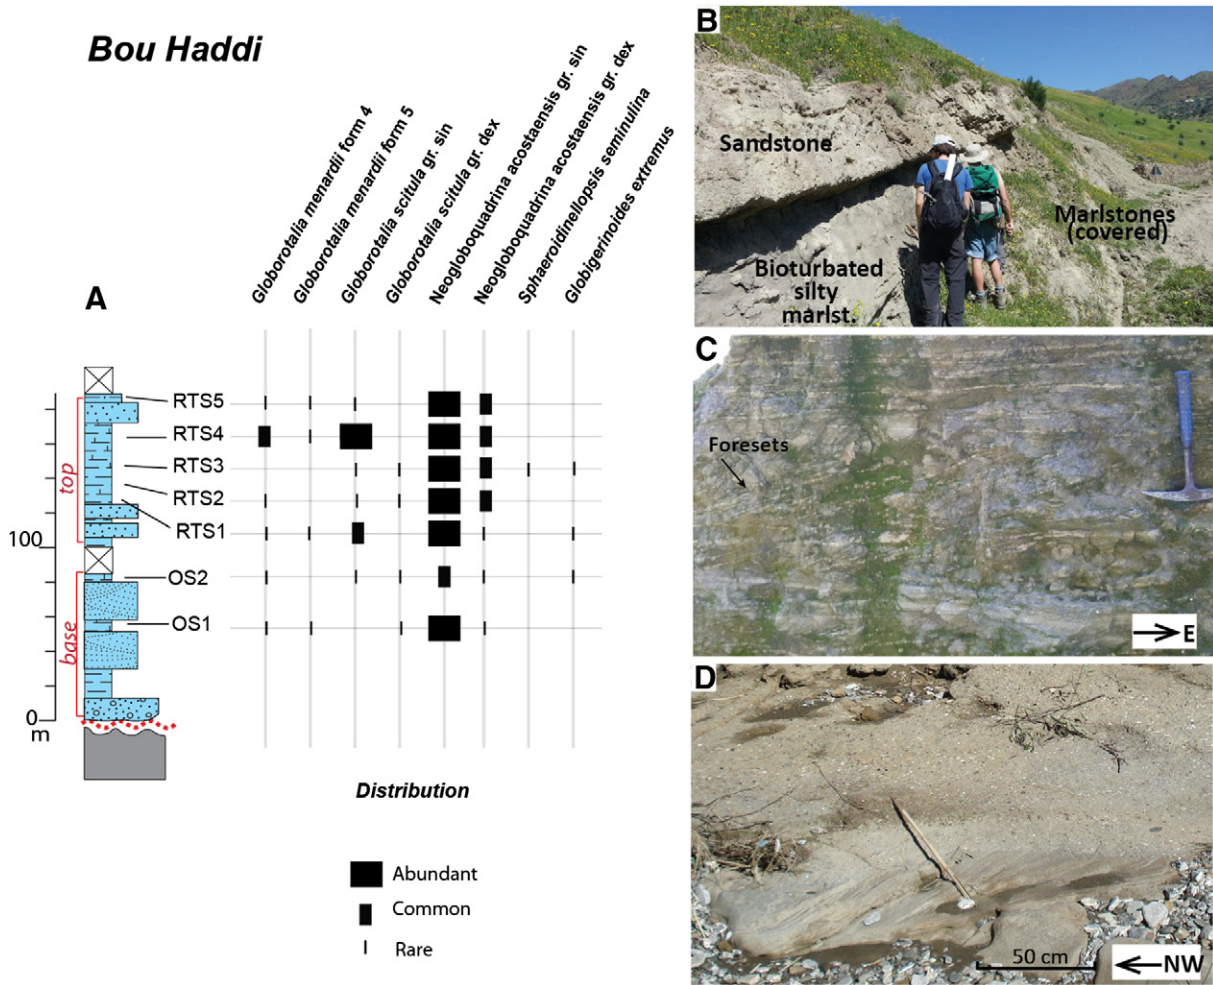 Bou Haddi
A
Globorotalia menardii form 4
Globorotalia menardii form 5
Globorotalia scitula gr. sin
Globorotalia scitula gr. dex
Neogloboquadrina acostaensis gr. sin
Neogloboquadrina acostaensis gr. dex
Sphaeroidinellopsis seminulina
Globigerinoides extremus
RTS5
RTS4
RTS3
RTS2
RTS1
OS2
OS1
top
base
100
0
m
Distribution
Abundant
Common
Rare
B
Sandstone
Bioturbated
silty
marlst.
Marlstones
(covered)
C
Foresets
E
D
50 cm
NW